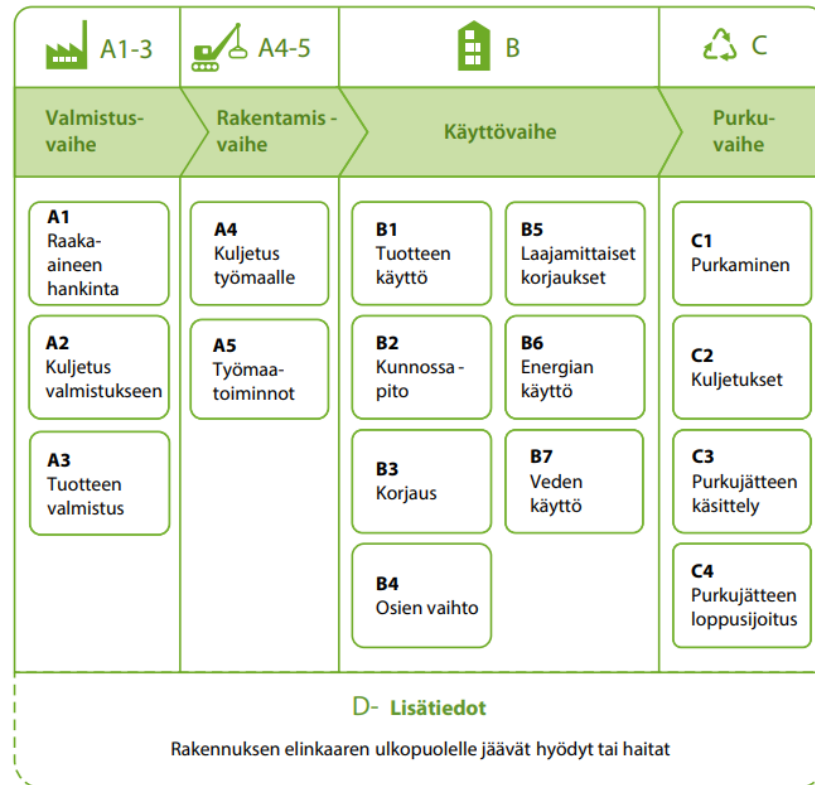 A1-3
A4-5
B
C
Valmistus-
vaihe
Rakentamis -
vaihe
Käyttövaihe
Purku-
vaihe
A1
Raaka-
aineen
hankinta
A2
Kuljetus
valmistukseen
A3
Tuotteen
valmistus
A4
Kuljetus
työmaalle
A5
Työmaa-
toiminnot
B1
Tuotteen
käyttö
B2
Kunnossa -
pito
B3
Korjaus
B4
Osien vaihto
B5
Laajamittaiset
korjaukset
B6
Energian
käyttö
B7
Veden
käyttö
C1
Purkaminen
C2
Kuljetukset
C3
Purkujätteen
käsittely
C4
Purkujätteen
loppusijoitus
D- Lisätiedot
Rakennuksen elinkaaren ulkopuolelle jäävät hyödyt tai haitat